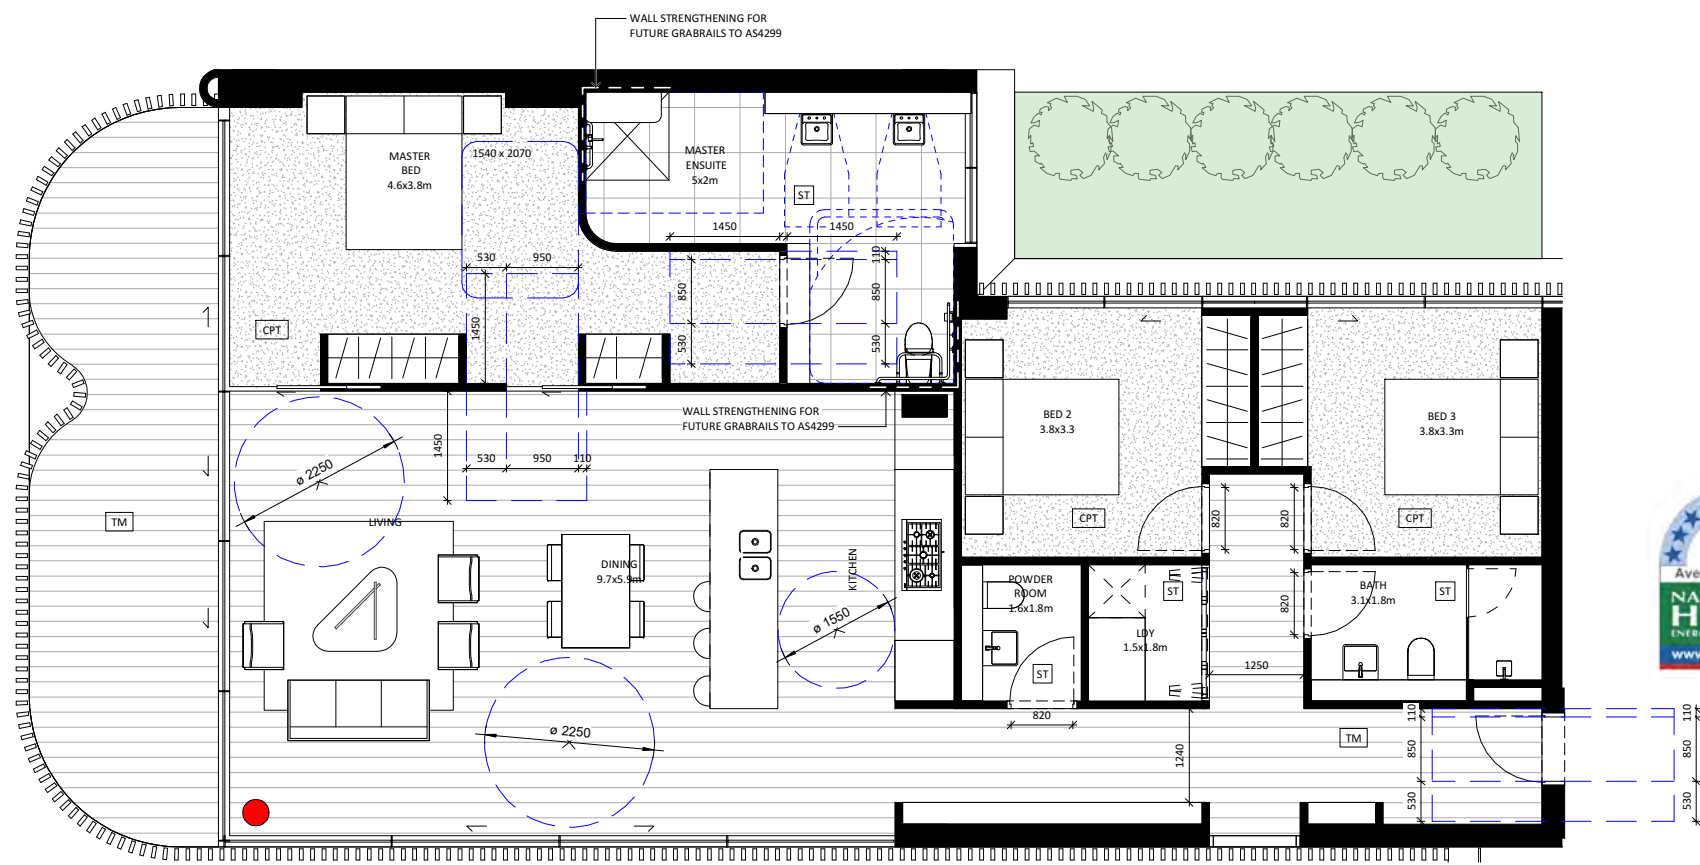 WALL STRENGTHENING FOR
FUTURE GRABRAILS TO AS4299
MASTER
BED
4.6x3.8m
1540 x 2070
MASTER
ENSUITE
5x2m
ST
1450
1450
110
530
950
850
850
1450
530
530
CPT
WALL STRENGTHENING FOR
FUTURE GRABRAILS TO AS4299
BED 2
3.8x3.3
BED 3
3.8x3.3m
1450
530
950
110
ø 2250
LIVING
TM
CPT
820
820
CPT
DINING
9.7x5.9m
KITCHEN
ø 1550
POWDER
ROOM
1.6x1.8m
ST
LDY
1.5x1.8m
ST
820
BATH
3.1x1.8m
ST
1250
820
ø 2250
1240
TM
110
850
530
110
850
530
NA
H
www